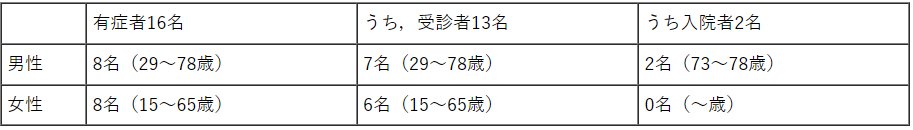 有症者16名 うち，受診者13名 うち入院者2名
男性 8名（29～78歳） 7名（29～78歳） 2名（73～78歳）
女性 8名（15～65歳） 6名（15～65歳） 0名（～歳）